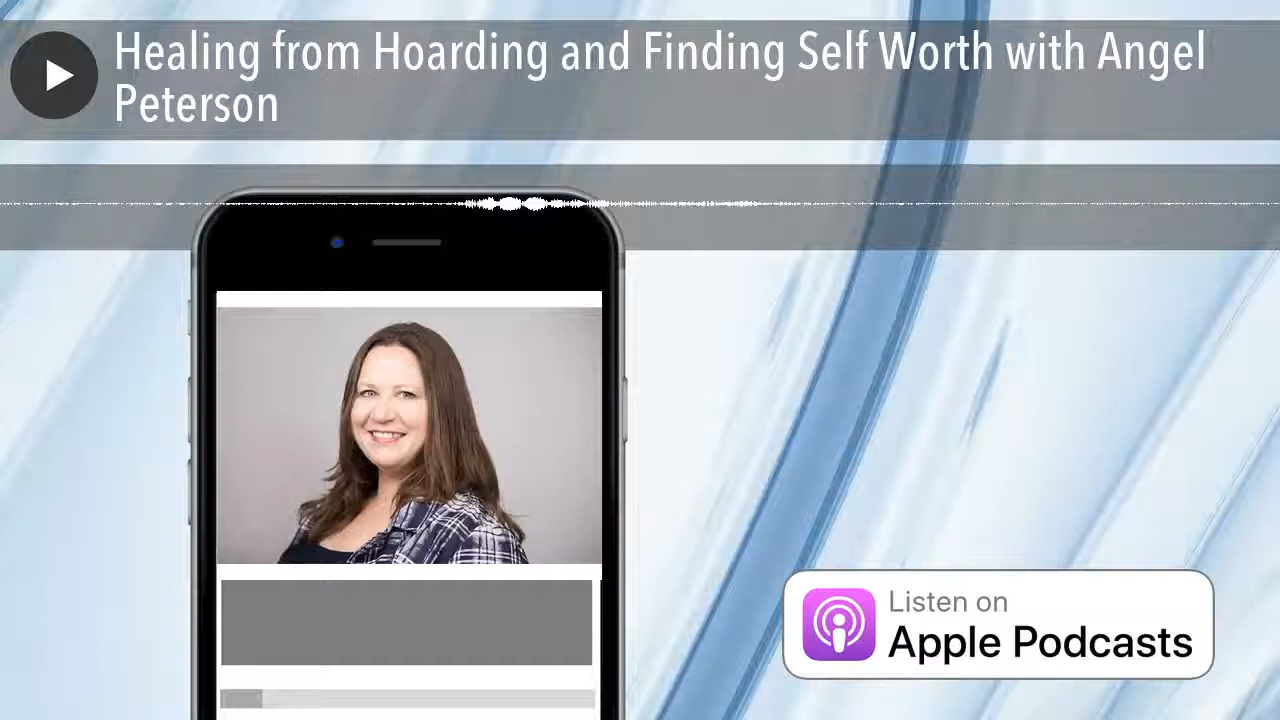 Healing from Hoarding and Finding Self Worth with Angel
Peterson
Listen on
Apple Podcasts